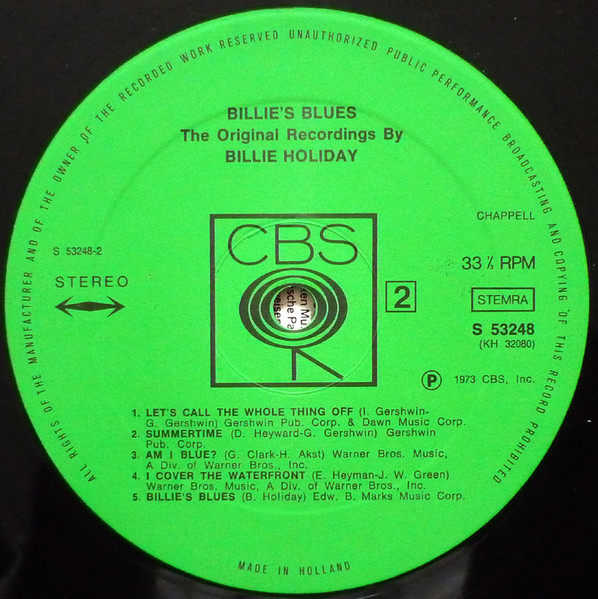 ALL RIGHTS OF THE MANUFACTURER AND OF THE OWNER OF THE RECORDED WORK RESERVED UNAUTHORIZED PUBLIC PERFORMANCE BROADCASTING AND COPYING OF THIS RECORD PROHIBITED
BILLIE'S BLUES
The Original Recordings By
BILLIE HOLIDAY
CHAPPELL
CBS
S 53248-2
STEREO
33 ⅓ RPM
2
STEMRA
S 53248
(KH 32080)
Ⓟ 1973 CBS, Inc.
1. LET'S CALL THE WHOLE THING OFF (I. Gershwin-
G. Gershwin) Gershwin Pub. Corp. & Dawn Music Corp.
2. SUMMERTIME (D. Heyward-G. Gershwin) Gershwin
Pub. Corp.
3. AM I BLUE? (G. Clark-H. Akst) Warner Bros. Music,
A Div. of Warner Bros., Inc.
4. I COVER THE WATERFRONT (E. Heyman-J. W. Green)
Warner Bros. Music, A Div. of Warner Bros., Inc.
5. BILLIE'S BLUES (B. Holiday) Edw. B. Marks Music Corp.
MADE IN HOLLAND